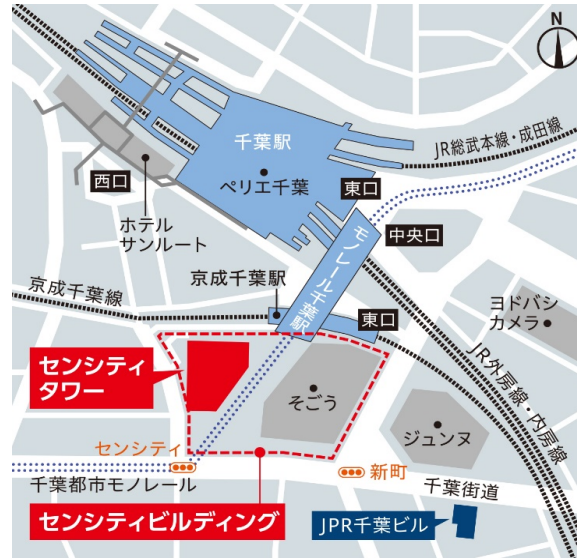 N
千葉駅
ペリエ千葉
JR総武本線・成田線
西口
東口
ホテル
サンルート
中央口
モノレール千葉駅
京成千葉駅
京成千葉線
東口
ヨドバシ
カメラ
JR外房線・内房線
センシティ
タワー
そごう
ジュンヌ
センシティ
新町
千葉都市モノレール
千葉街道
センシティビルディング
JPR千葉ビル